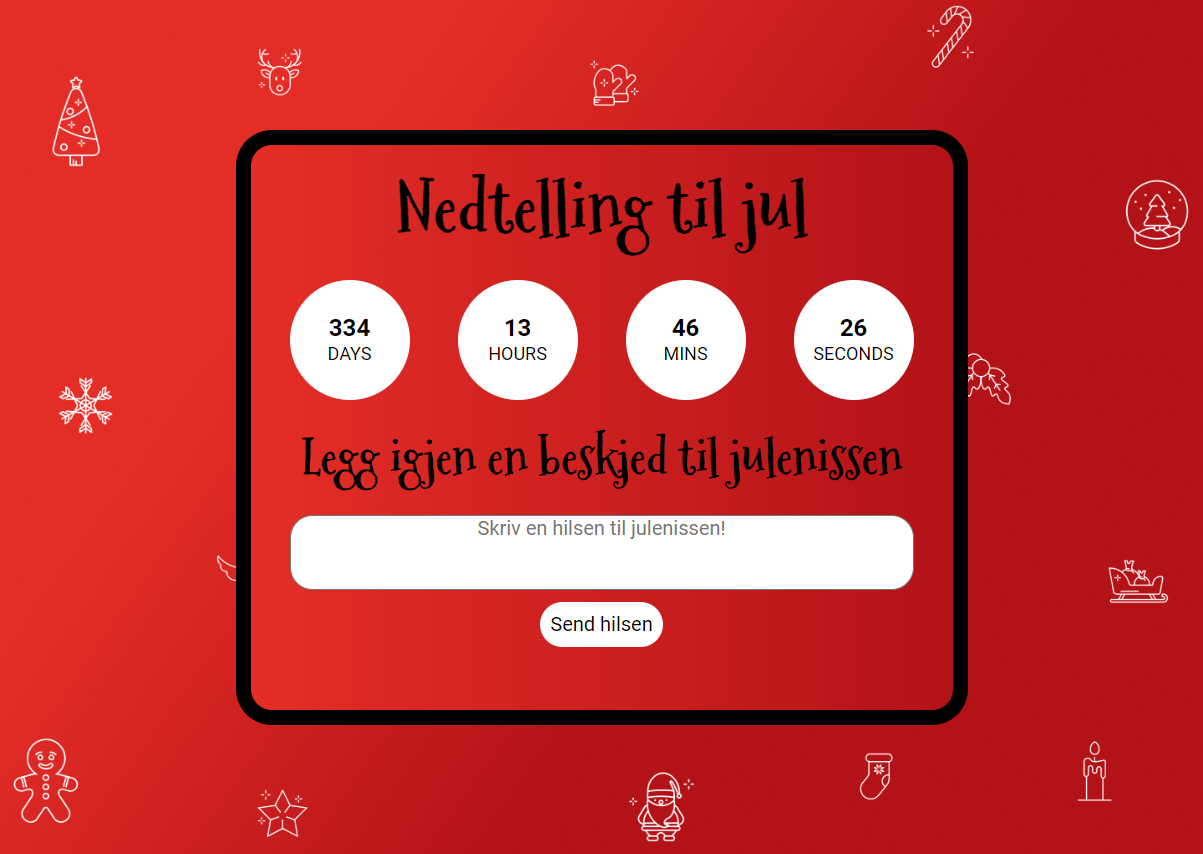 Nedtelling til jul
334 13 46 26
DAYS HOURS MINS SECONDS
Legg igjen en beskjed til julenissen
Skriv en hilsen til julenissen!
Send hilsen